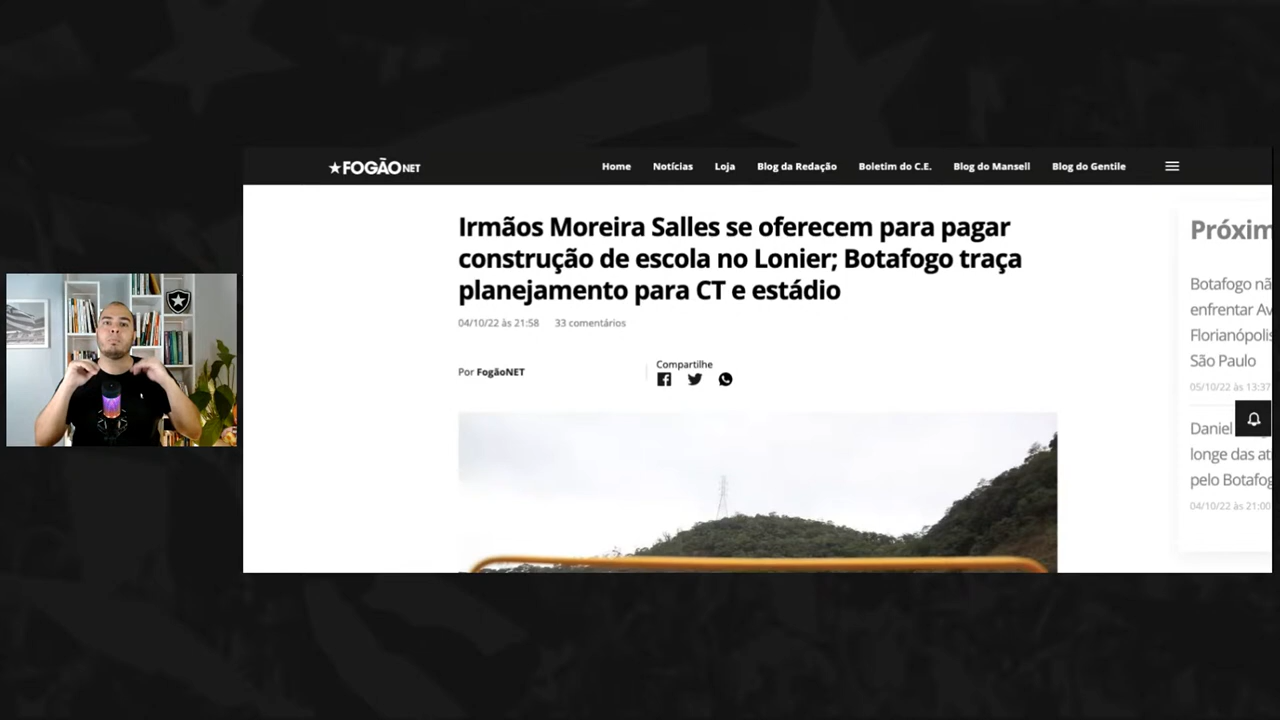 FOGÃO NET
Home Notícias Loja Blog da Redação Boletim do C.E. Blog do Mansell Blog do Gentile
Irmãos Moreira Salles se oferecem para pagar
construção de escola no Lonier; Botafogo traça
planejamento para CT e estádio
04/10/22 às 21:58 33 comentários
Por FogãoNET
Compartilhe
Próxim
Botafogo nã
enfrentar Av
Florianópolis
São Paulo
05/10/22 às 13:37
Daniel
longe das at
pelo Botafog
04/10/22 às 21:00